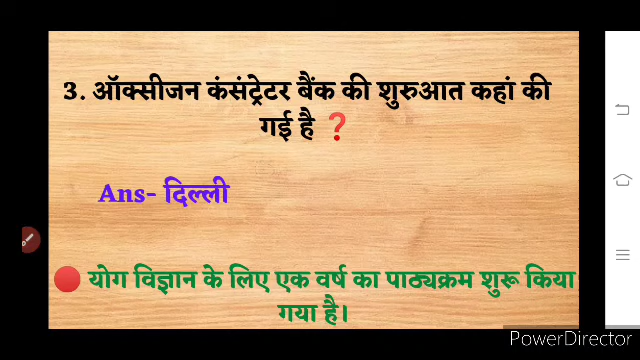 3. ऑक्सीजन कंसंट्रेटर बैंक की शुरुआत कहां की
गई है ❓
Ans- दिल्ली
🔴 योग विज्ञान के लिए एक वर्ष का पाठ्यक्रम शुरू किया
गया है।
PowerDirector